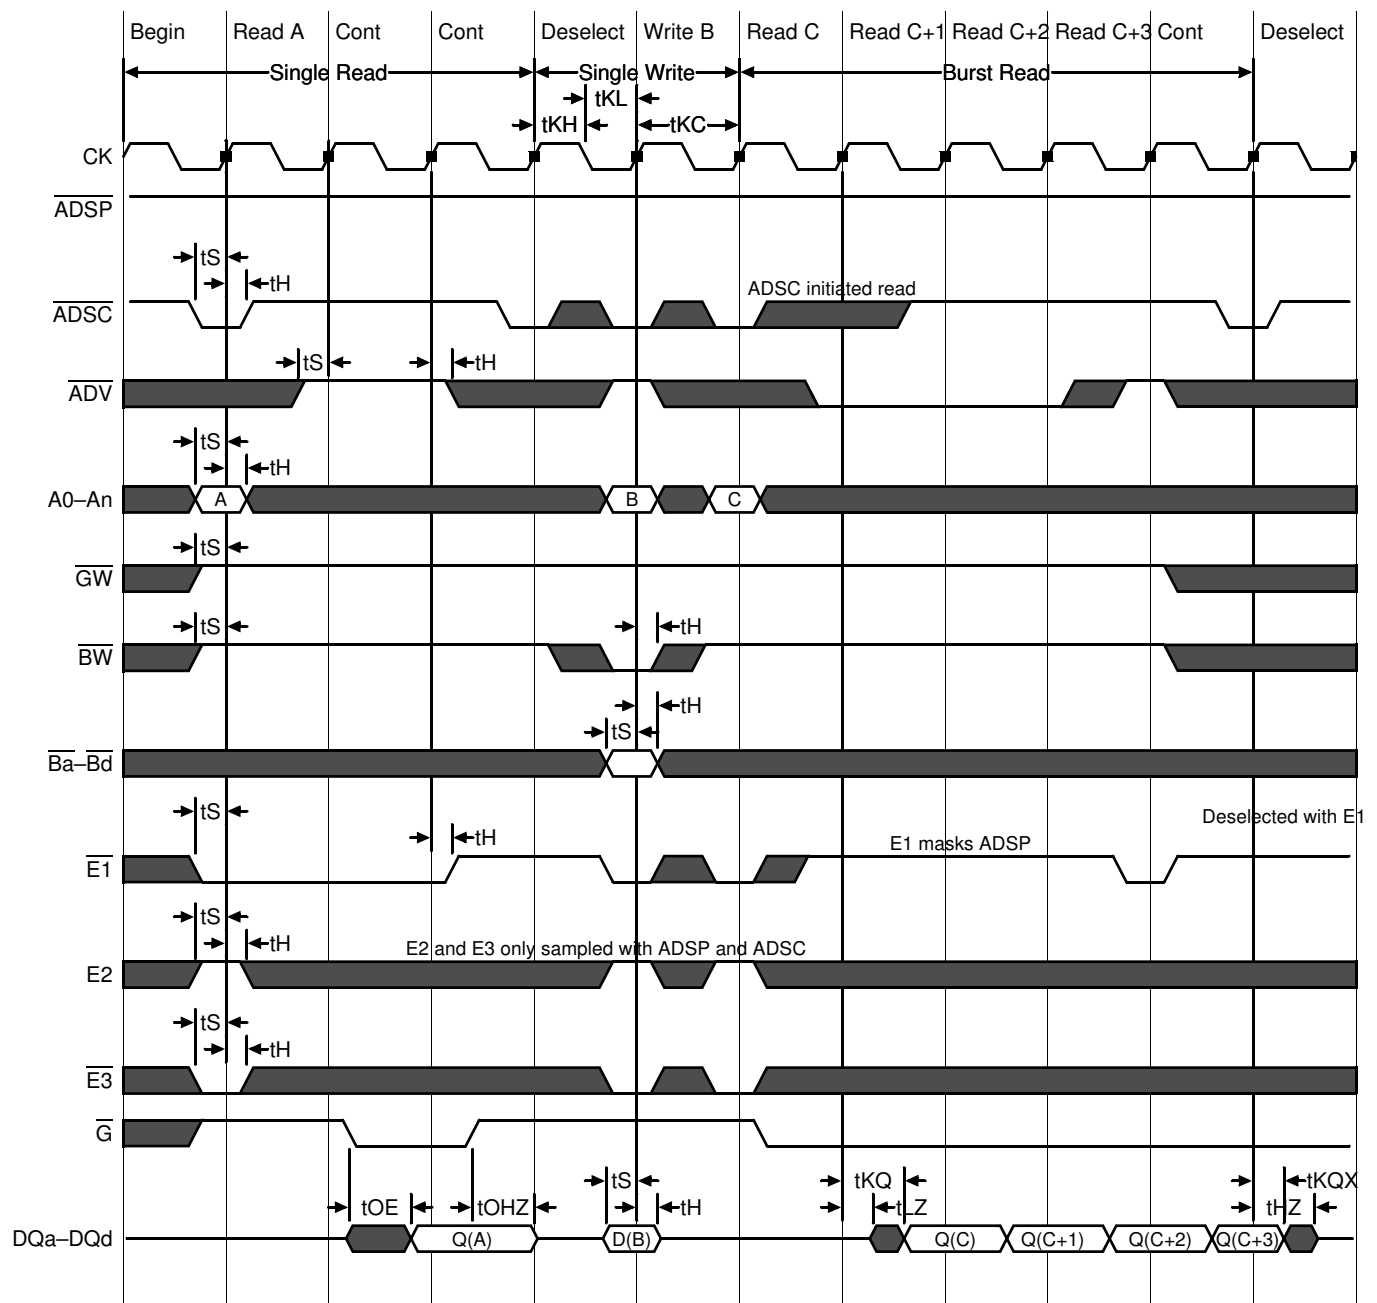 Begin Read A Cont Cont Deselect Write B Read C Read C+1 Read C+2 Read C+3 Cont Deselect
Single Read Single Write Burst Read
tKL
tKH tKC
CK
ADSP
tS
tH
ADSC initiated read
ADSC
tS tH
ADV
tS
tH
A0–An A B C
tS
GW
tS tH
BW
tH
tS
Ba–Bd
tS
Deselected with E1
tH
E1 masks ADSP
E1
tS
tH
E2 and E3 only sampled with ADSP and ADSC
E2
tS
tH
E3
G
tS tKQ tKQX
tOE tOHZ tH tLZ tHZ
DQa–DQd Q(A) D(B) Q(C) Q(C+1) Q(C+2) Q(C+3)